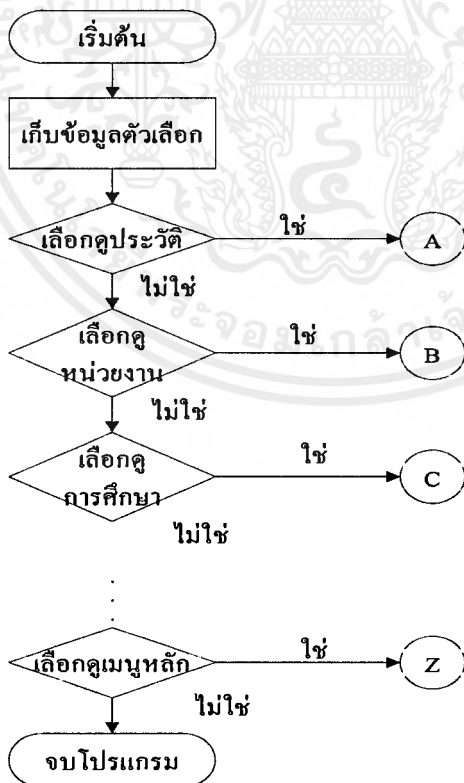 เริ่มต้น
เก็บข้อมูลตัวเลือก
เลือกดูประวัติ
ใช่
A
ไม่ใช่
เลือกดู
หน่วยงาน
ใช่
B
ไม่ใช่
เลือกดู
การศึกษา
ใช่
C
ไม่ใช่
เลือกดูเมนูหลัก
ใช่
Z
ไม่ใช่
จบโปรแกรม